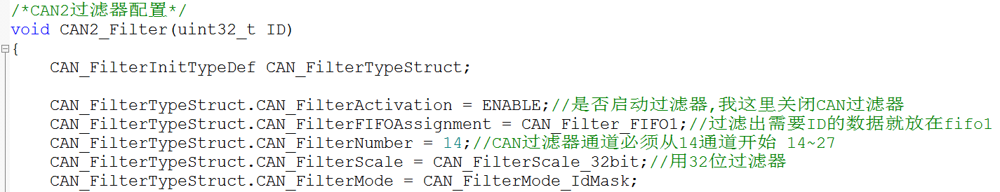 /*CAN2过滤器配置*/
void CAN2_Filter(uint32_t ID)
{
    CAN_FilterInitTypeDef CAN_FilterTypeStruct;
    CAN_FilterTypeStruct.CAN_FilterActivation = ENABLE;//是否启动过滤器,我这里关闭CAN过滤器
    CAN_FilterTypeStruct.CAN_FilterFIFOAssignment = CAN_Filter_FIFO1;//过滤出需要ID的数据就放在fifo1
    CAN_FilterTypeStruct.CAN_FilterNumber = 14;//CAN过滤器通道必须从14通道开始 14~27
    CAN_FilterTypeStruct.CAN_FilterScale = CAN_FilterScale_32bit;//用32位过滤器
    CAN_FilterTypeStruct.CAN_FilterMode = CAN_FilterMode_IdMask;